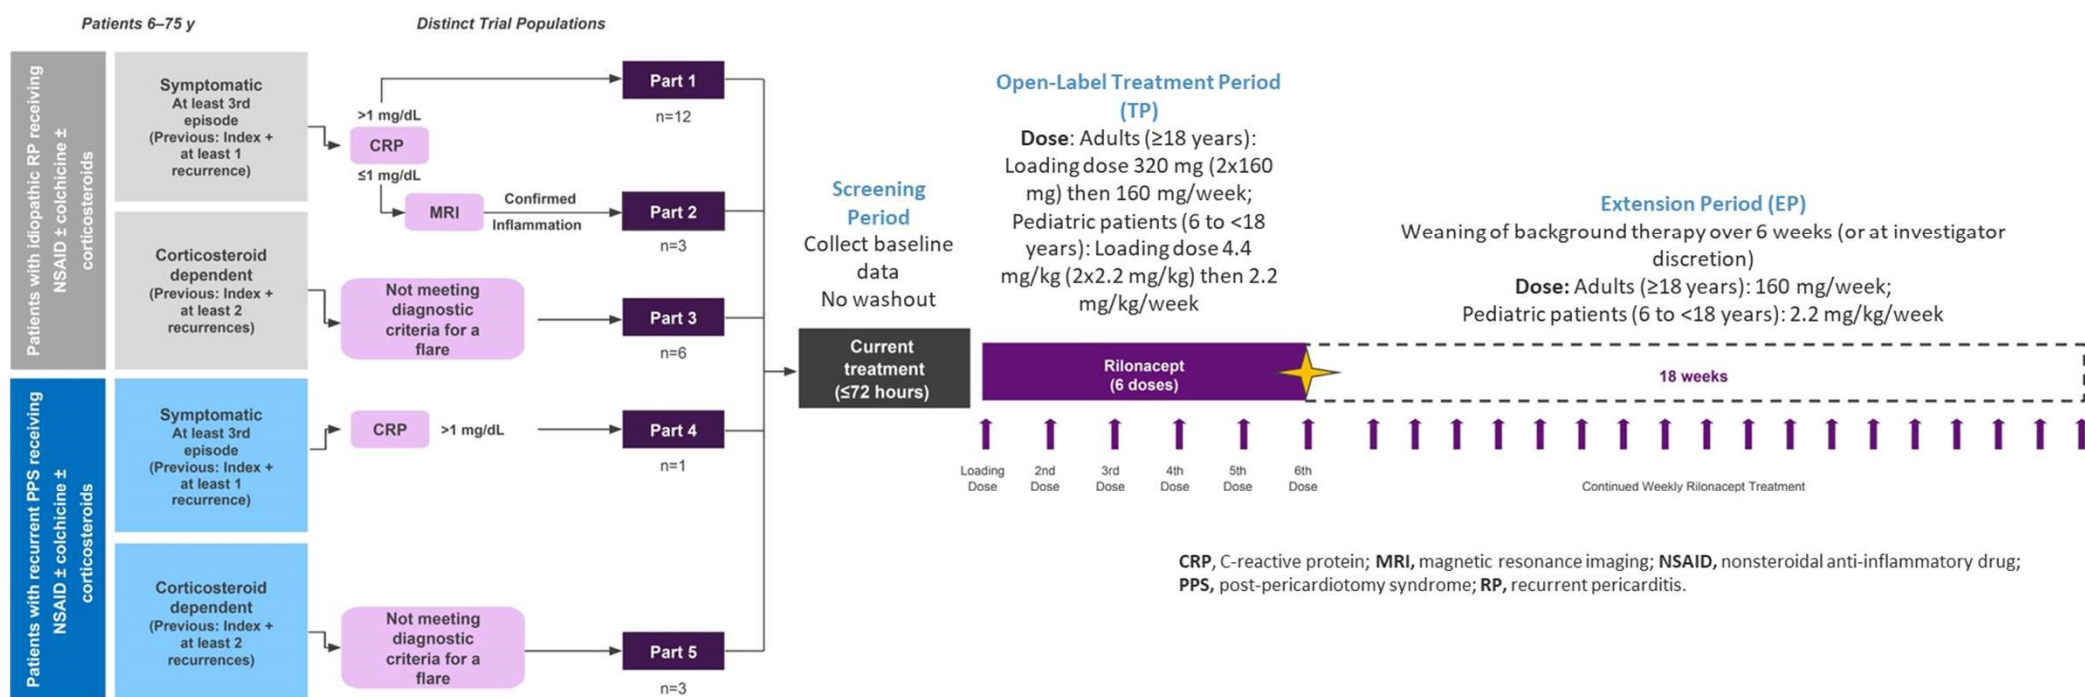 Patients 6–75 y
Distinct Trial Populations
Patients with idiopathic RP receiving
NSAID ± colchicine ±
corticosteroids
Symptomatic
At least 3rd
episode
(Previous: Index +
at least 1
recurrence)
>1 mg/dL
CRP
≤1 mg/dL
MRI
Confirmed
Inflammation
Part 1
n=12
Part 2
n=3
Corticosteroid
dependent
(Previous: Index +
at least 2
recurrences)
Not meeting
diagnostic
criteria for a
flare
Part 3
n=6
Patients with recurrent PPS receiving
NSAID ± colchicine ±
corticosteroids
Symptomatic
At least 3rd
episode
(Previous: Index +
at least 1
recurrence)
CRP
>1 mg/dL
Part 4
n=1
Corticosteroid
dependent
(Previous: Index +
at least 2
recurrences)
Not meeting
diagnostic
criteria for a
flare
Part 5
n=3
Screening
Period
Collect baseline
data
No washout
Current
treatment
(≤72 hours)
Open-Label Treatment Period
(TP)
Dose: Adults (≥18 years):
Loading dose 320 mg (2x160
mg) then 160 mg/week;
Pediatric patients (6 to <18
years): Loading dose 4.4
mg/kg (2x2.2 mg/kg) then 2.2
mg/kg/week
Rilonacept
(6 doses)
Loading
Dose
2nd
Dose
3rd
Dose
4th
Dose
5th
Dose
6th
Dose
Extension Period (EP)
Weaning of background therapy over 6 weeks (or at investigator
discretion)
Dose: Adults (≥18 years): 160 mg/week;
Pediatric patients (6 to <18 years): 2.2 mg/kg/week
18 weeks
Continued Weekly Rilonacept Treatment
CRP, C-reactive protein; MRI, magnetic resonance imaging; NSAID, nonsteroidal anti-inflammatory drug;
PPS, post-pericardiotomy syndrome; RP, recurrent pericarditis.